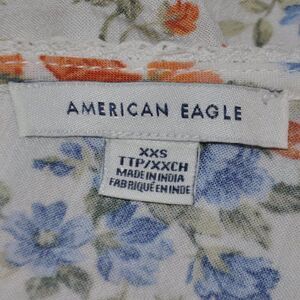 AMERICAN EAGLE
XXS
TTP/XXCH
MADE IN INDIA
FABRIQUÉ EN INDE